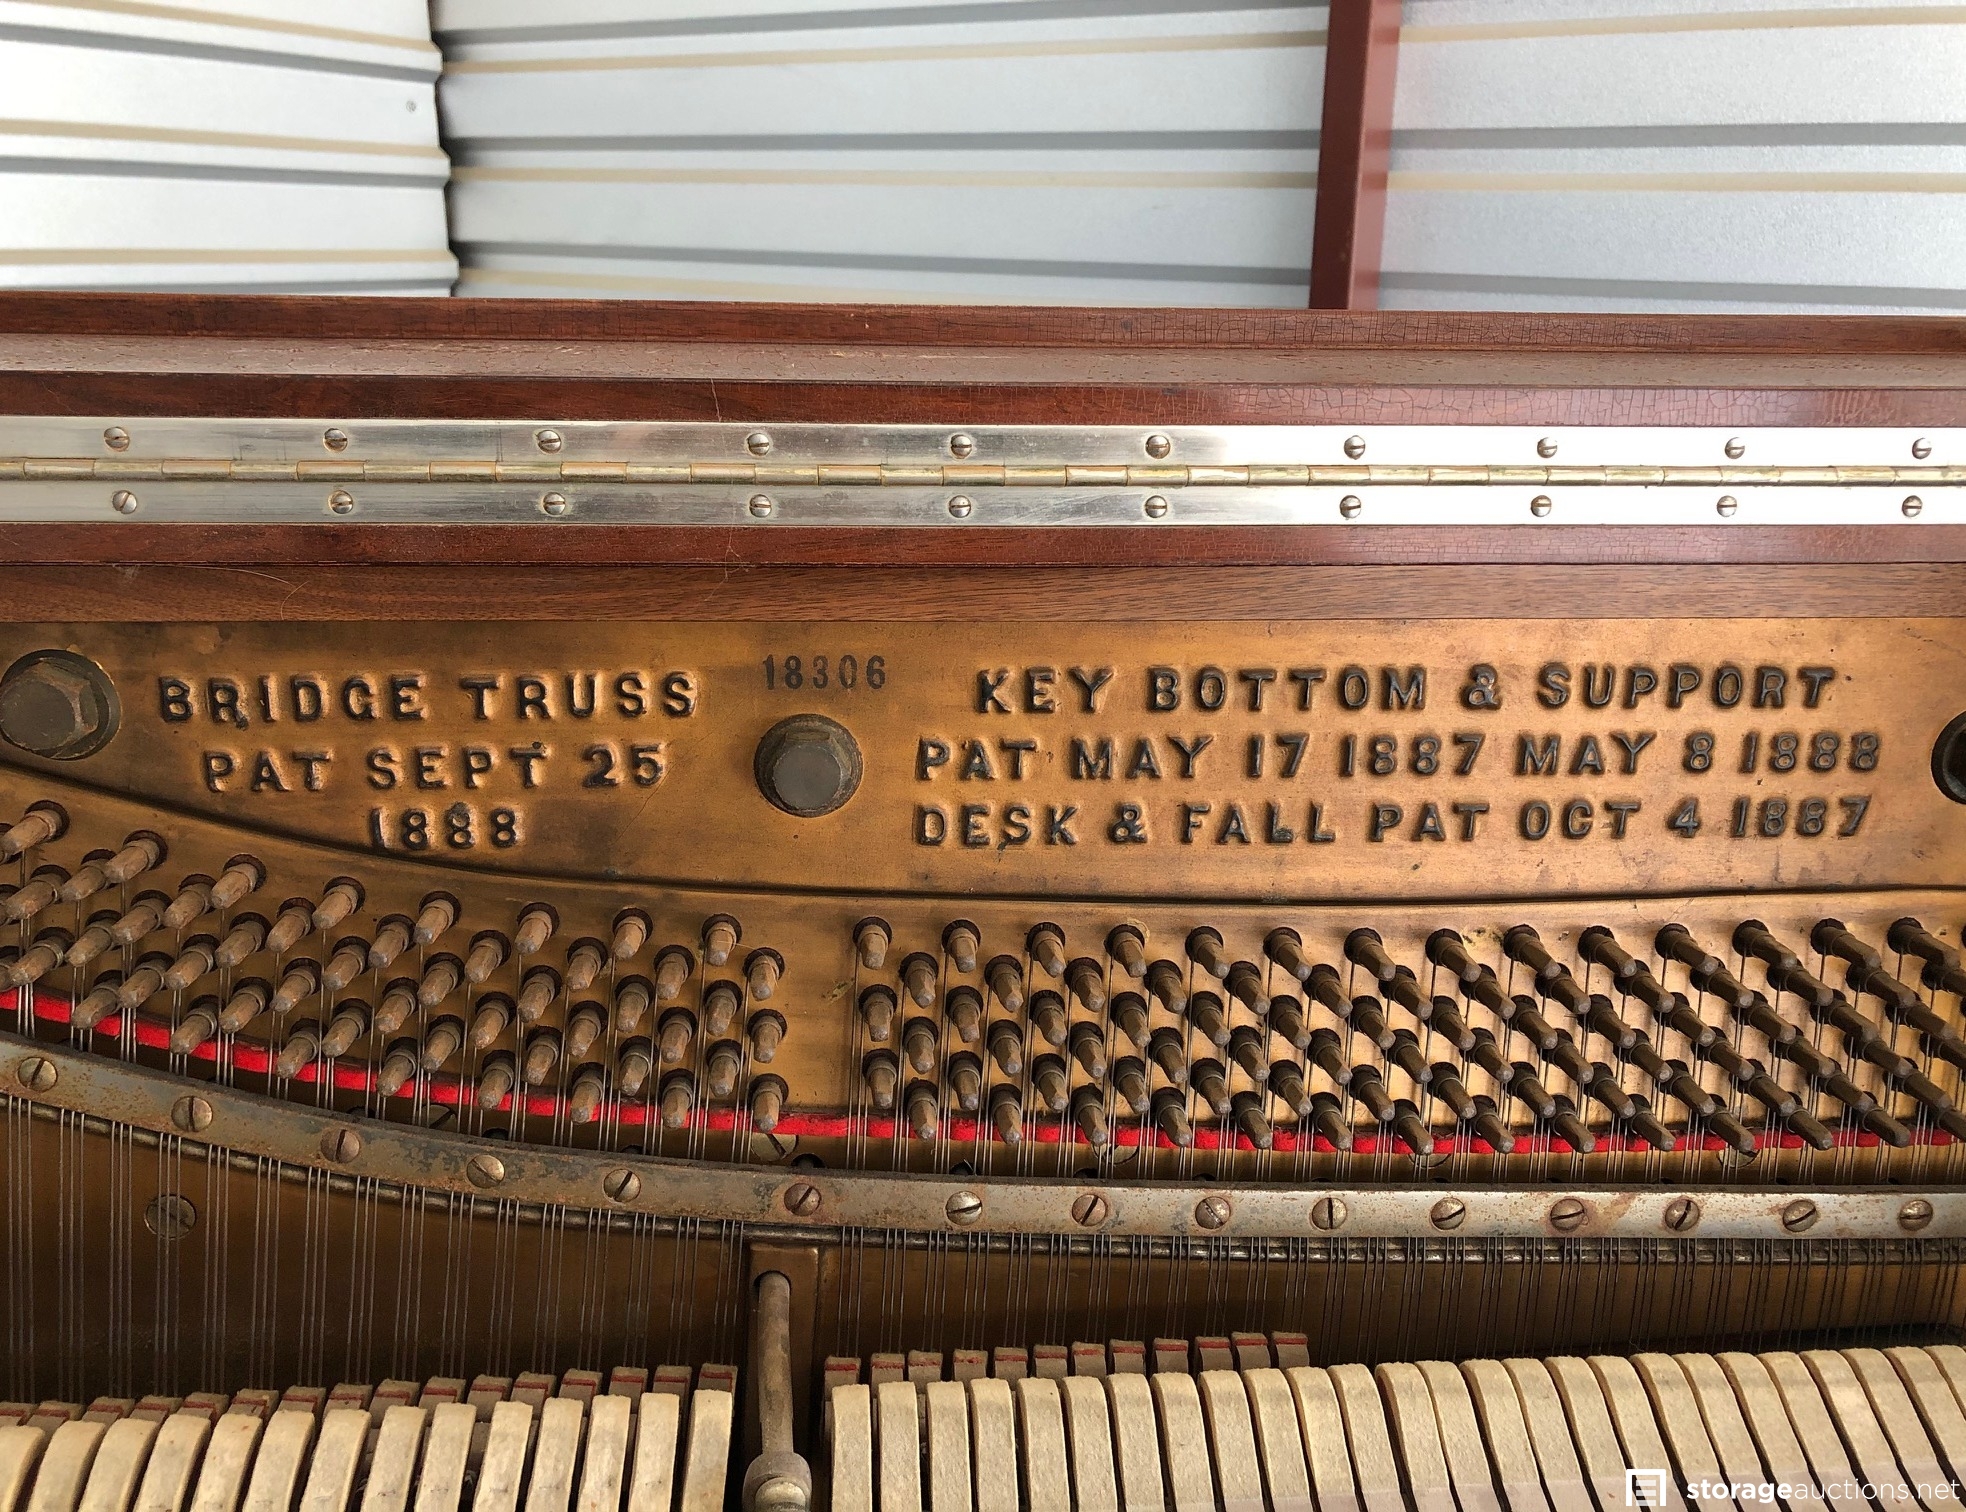 BRIDGE TRUSS
PAT SEPT 25
1888
18306
KEY BOTTOM & SUPPORT
PAT MAY 17 1887 MAY 8 1888
DESK & FALL PAT OCT 4 1887
storageauctions.net